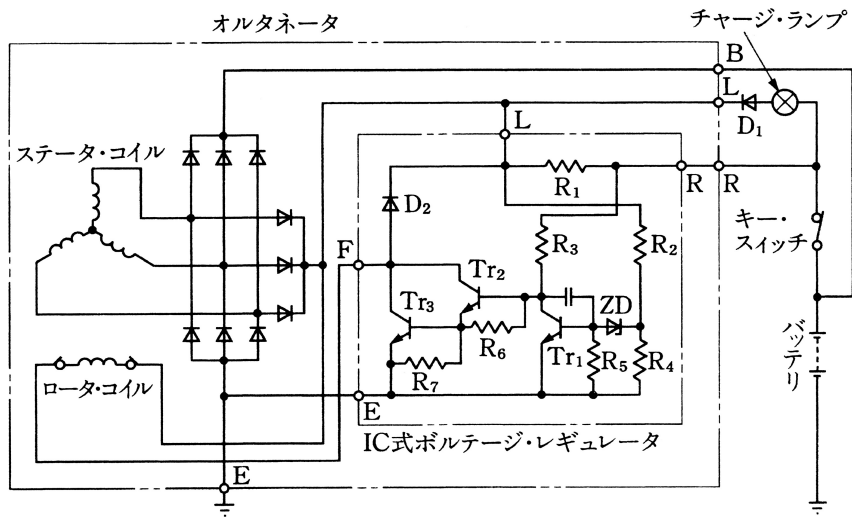 オルタネータ
チャージ・ランプ
B
L
D1
ステータ・コイル
L
R1
R
R
D2
キー・
スイッチ
F
R3
R2
Tr2
Tr3
ZD
R6
Tr1
R5
R4
バッテリ
ロータ・コイル
R7
E
IC式ボルテージ・レギュレータ
E